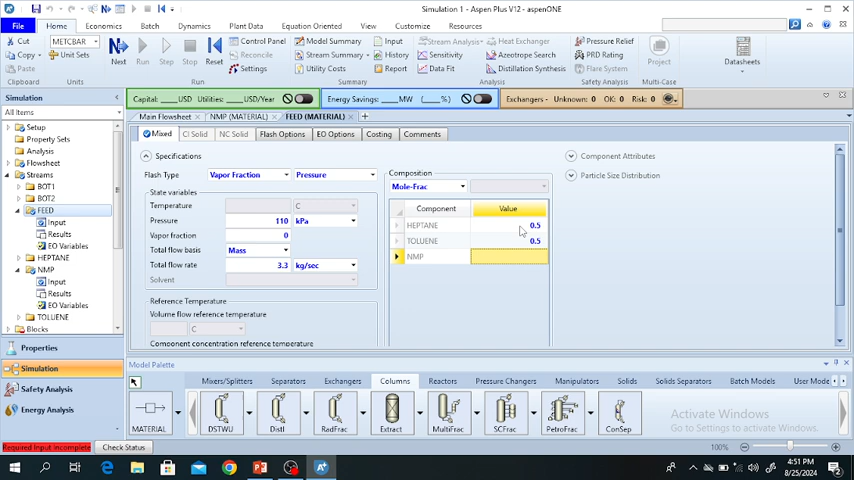 Simulation 1 - Aspen Plus V12 - aspenONE
File Home Economics Batch Dynamics Plant Data Equation Oriented View Customize Resources
Cut METCBAR Control Panel Model Summary Input Stream Analysis Heat Exchanger Pressure Relief
Copy Unit Sets Next Run Step Stop Reset Reconcile Stream Summary History Sensitivity Azeotrope Search PRD Rating Project Datasheets
Paste Settings Utility Costs Report Data Fit Distillation Synthesis Flare System
Clipboard Units Run Summary Analysis Safety Analysis Multi-Case
Simulation Capital: USD Utilities: USD/Year Energy Savings: MW ( %) Exchangers - Unknown: 0 OK: 0 Risk: 0
All Items Main Flowsheet NMP (MATERIAL) FEED (MATERIAL)
Setup
Property Sets
Analysis
Flowsheet
Streams
BOT1
BOT2
FEED
Input
Results
EO Variables
HEPTANE
NMP
Input
Results
EO Variables
TOLUENE
Blocks
Properties
Simulation
Safety Analysis
Energy Analysis
Mixed CI Solid NC Solid Flash Options EO Options Costing Comments
Specifications
Flash Type Vapor Fraction Pressure
State variables
Temperature C
Pressure 110 kPa
Vapor fraction 0
Total flow basis Mass
Total flow rate 3.3 kg/sec
Solvent
Reference Temperature
Volume flow reference temperature
C
Component concentration reference temperature
Composition
Mole-Frac
Component Value
HEPTANE 0.5
TOLUENE 0.5
NMP
Component Attributes
Particle Size Distribution
Model Palette
Mixers/Splitters Separators Exchangers Columns Reactors Pressure Changers Manipulators Solids Solids Separators Batch Models User Mode
MATERIAL DSTWU Distl RadFrac Extract MultiFrac SCFrac PetroFrac ConSep
Activate Windows
Go to Settings to activate Windows.
Required Input Incomplete Check Status 100%
4:51 PM
8/25/2024
2